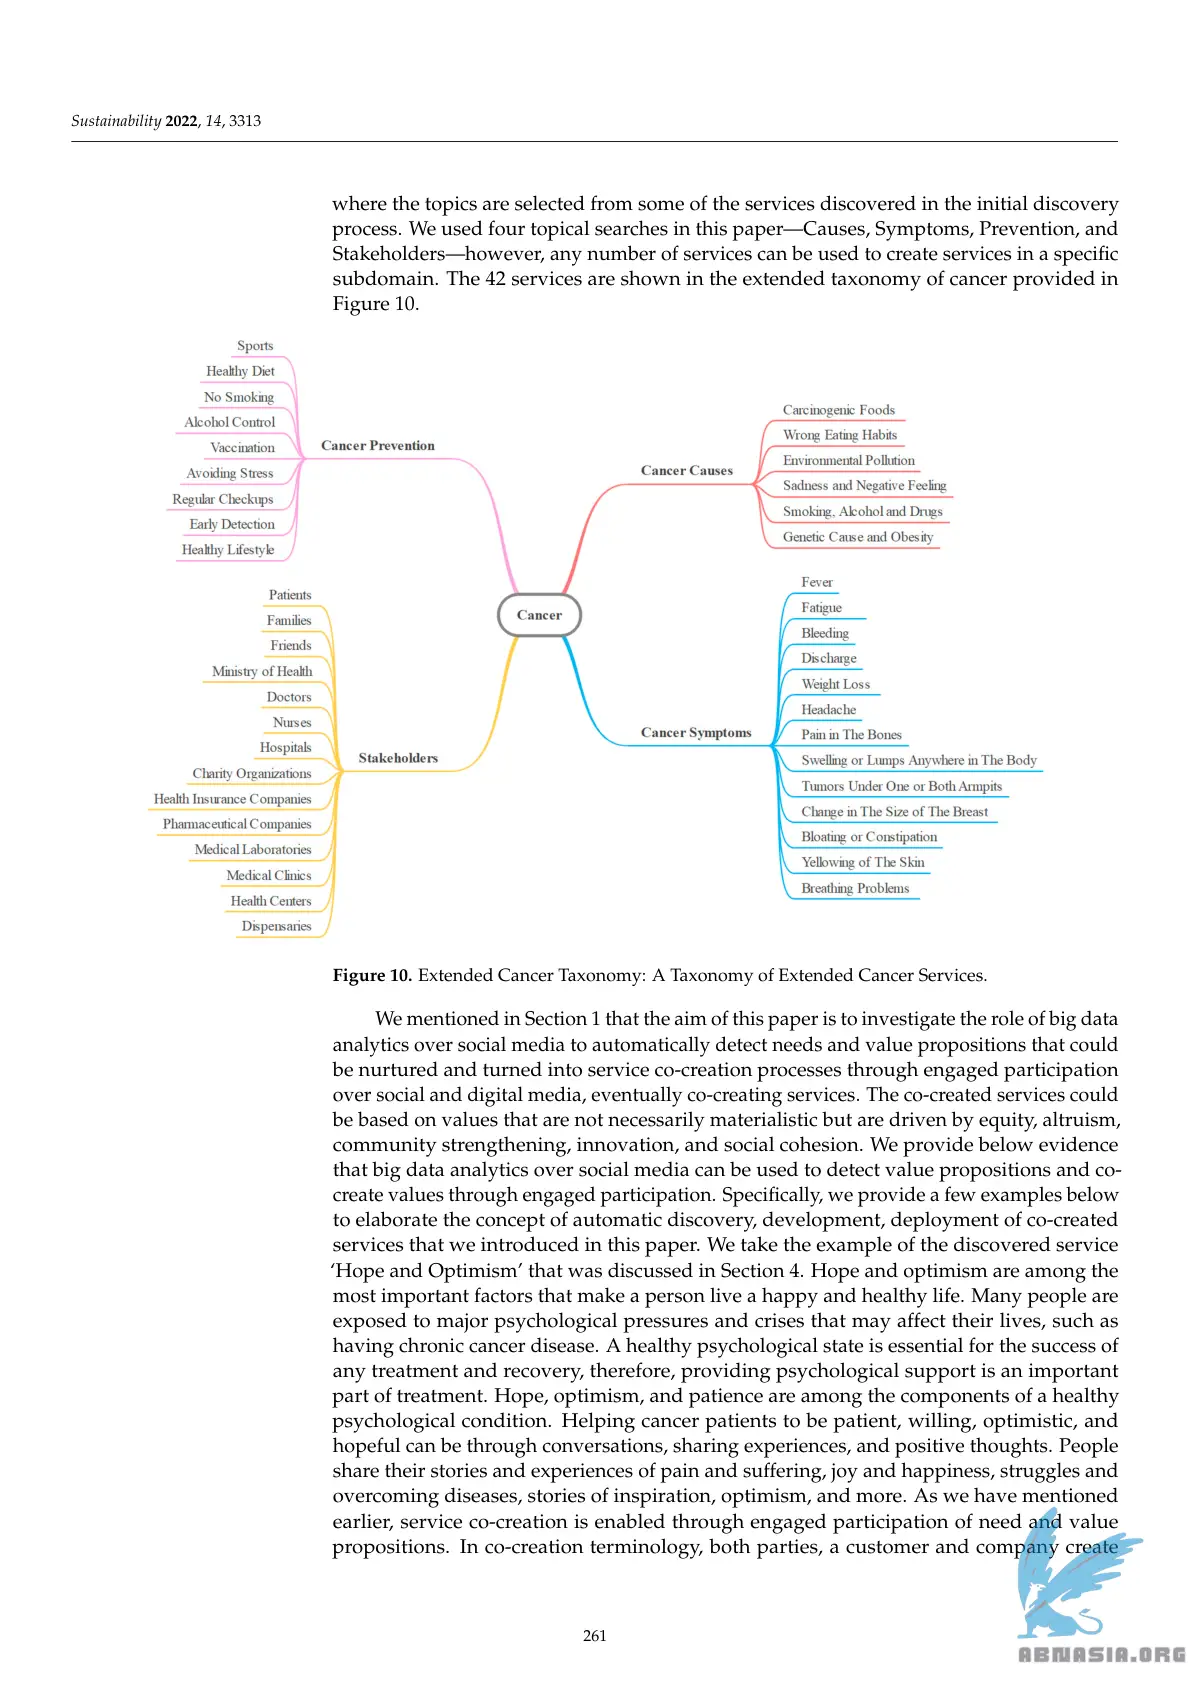 Sustainability 2022, 14, 3313
where the topics are selected from some of the services discovered in the initial discovery
process. We used four topical searches in this paper—Causes, Symptoms, Prevention, and
Stakeholders—however, any number of services can be used to create services in a specific
subdomain. The 42 services are shown in the extended taxonomy of cancer provided in
Figure 10.
Sports
Healthy Diet
No Smoking
Alcohol Control
Vaccination
Avoiding Stress
Regular Checkups
Early Detection
Healthy Lifestyle
Cancer Prevention
Carcinogenic Foods
Wrong Eating Habits
Environmental Pollution
Sadness and Negative Feeling
Smoking, Alcohol and Drugs
Genetic Cause and Obesity
Cancer Causes
Cancer
Patients
Families
Friends
Ministry of Health
Doctors
Nurses
Hospitals
Charity Organizations
Health Insurance Companies
Pharmaceutical Companies
Medical Laboratories
Medical Clinics
Health Centers
Dispensaries
Stakeholders
Fever
Fatigue
Bleeding
Discharge
Weight Loss
Headache
Pain in The Bones
Swelling or Lumps Anywhere in The Body
Tumors Under One or Both Armpits
Change in The Size of The Breast
Bloating or Constipation
Yellowing of The Skin
Breathing Problems
Cancer Symptoms
Figure 10. Extended Cancer Taxonomy: A Taxonomy of Extended Cancer Services.
We mentioned in Section 1 that the aim of this paper is to investigate the role of big data
analytics over social media to automatically detect needs and value propositions that could
be nurtured and turned into service co-creation processes through engaged participation
over social and digital media, eventually co-creating services. The co-created services could
be based on values that are not necessarily materialistic but are driven by equity, altruism,
community strengthening, innovation, and social cohesion. We provide below evidence
that big data analytics over social media can be used to detect value propositions and co-
create values through engaged participation. Specifically, we provide a few examples below
to elaborate the concept of automatic discovery, development, deployment of co-created
services that we introduced in this paper. We take the example of the discovered service
‘Hope and Optimism’ that was discussed in Section 4. Hope and optimism are among the
most important factors that make a person live a happy and healthy life. Many people are
exposed to major psychological pressures and crises that may affect their lives, such as
having chronic cancer disease. A healthy psychological state is essential for the success of
any treatment and recovery, therefore, providing psychological support is an important
part of treatment. Hope, optimism, and patience are among the components of a healthy
psychological condition. Helping cancer patients to be patient, willing, optimistic, and
hopeful can be through conversations, sharing experiences, and positive thoughts. People
share their stories and experiences of pain and suffering, joy and happiness, struggles and
overcoming diseases, stories of inspiration, optimism, and more. As we have mentioned
earlier, service co-creation is enabled through engaged participation of need and value
propositions. In co-creation terminology, both parties, a customer and company create
261
ABNASIA.ORG